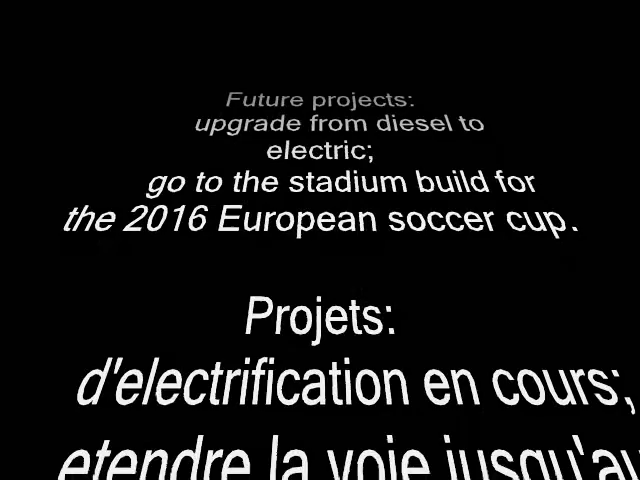 Future projects:
upgrade from diesel to
electric;
go to the stadium build for
the 2016 European soccer cup.
Projets:
d'electrification en cours;
etendre la voie jusqu'au